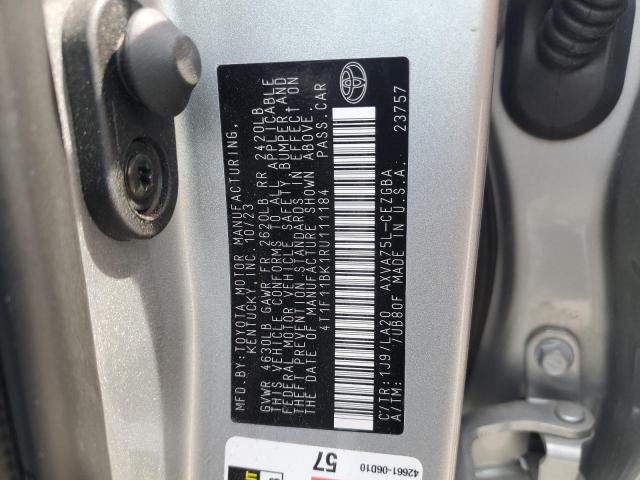 MFD.BY:TOYOTA MOTOR MANUFACTURING,
KENTUCKY, INC. 10/23
GVWR 4630LB GAWR FR 2620LB RR 2420LB
THIS VEHICLE CONFORMS TO ALL APPLICABLE
FEDERAL MOTOR VEHICLE SAFETY, BUMPER AND
THEFT PREVENTION STANDARDS IN EFFECT ON
THE DATE OF MANUFACTURE SHOWN ABOVE.
4T1F11BK1RU111184 PASS.CAR
C/TR:1J9/LA20 AXVA75L-CEZGBA
A/TM: /UB80F MADE IN U.S.A. 23757
57
42661-06D10